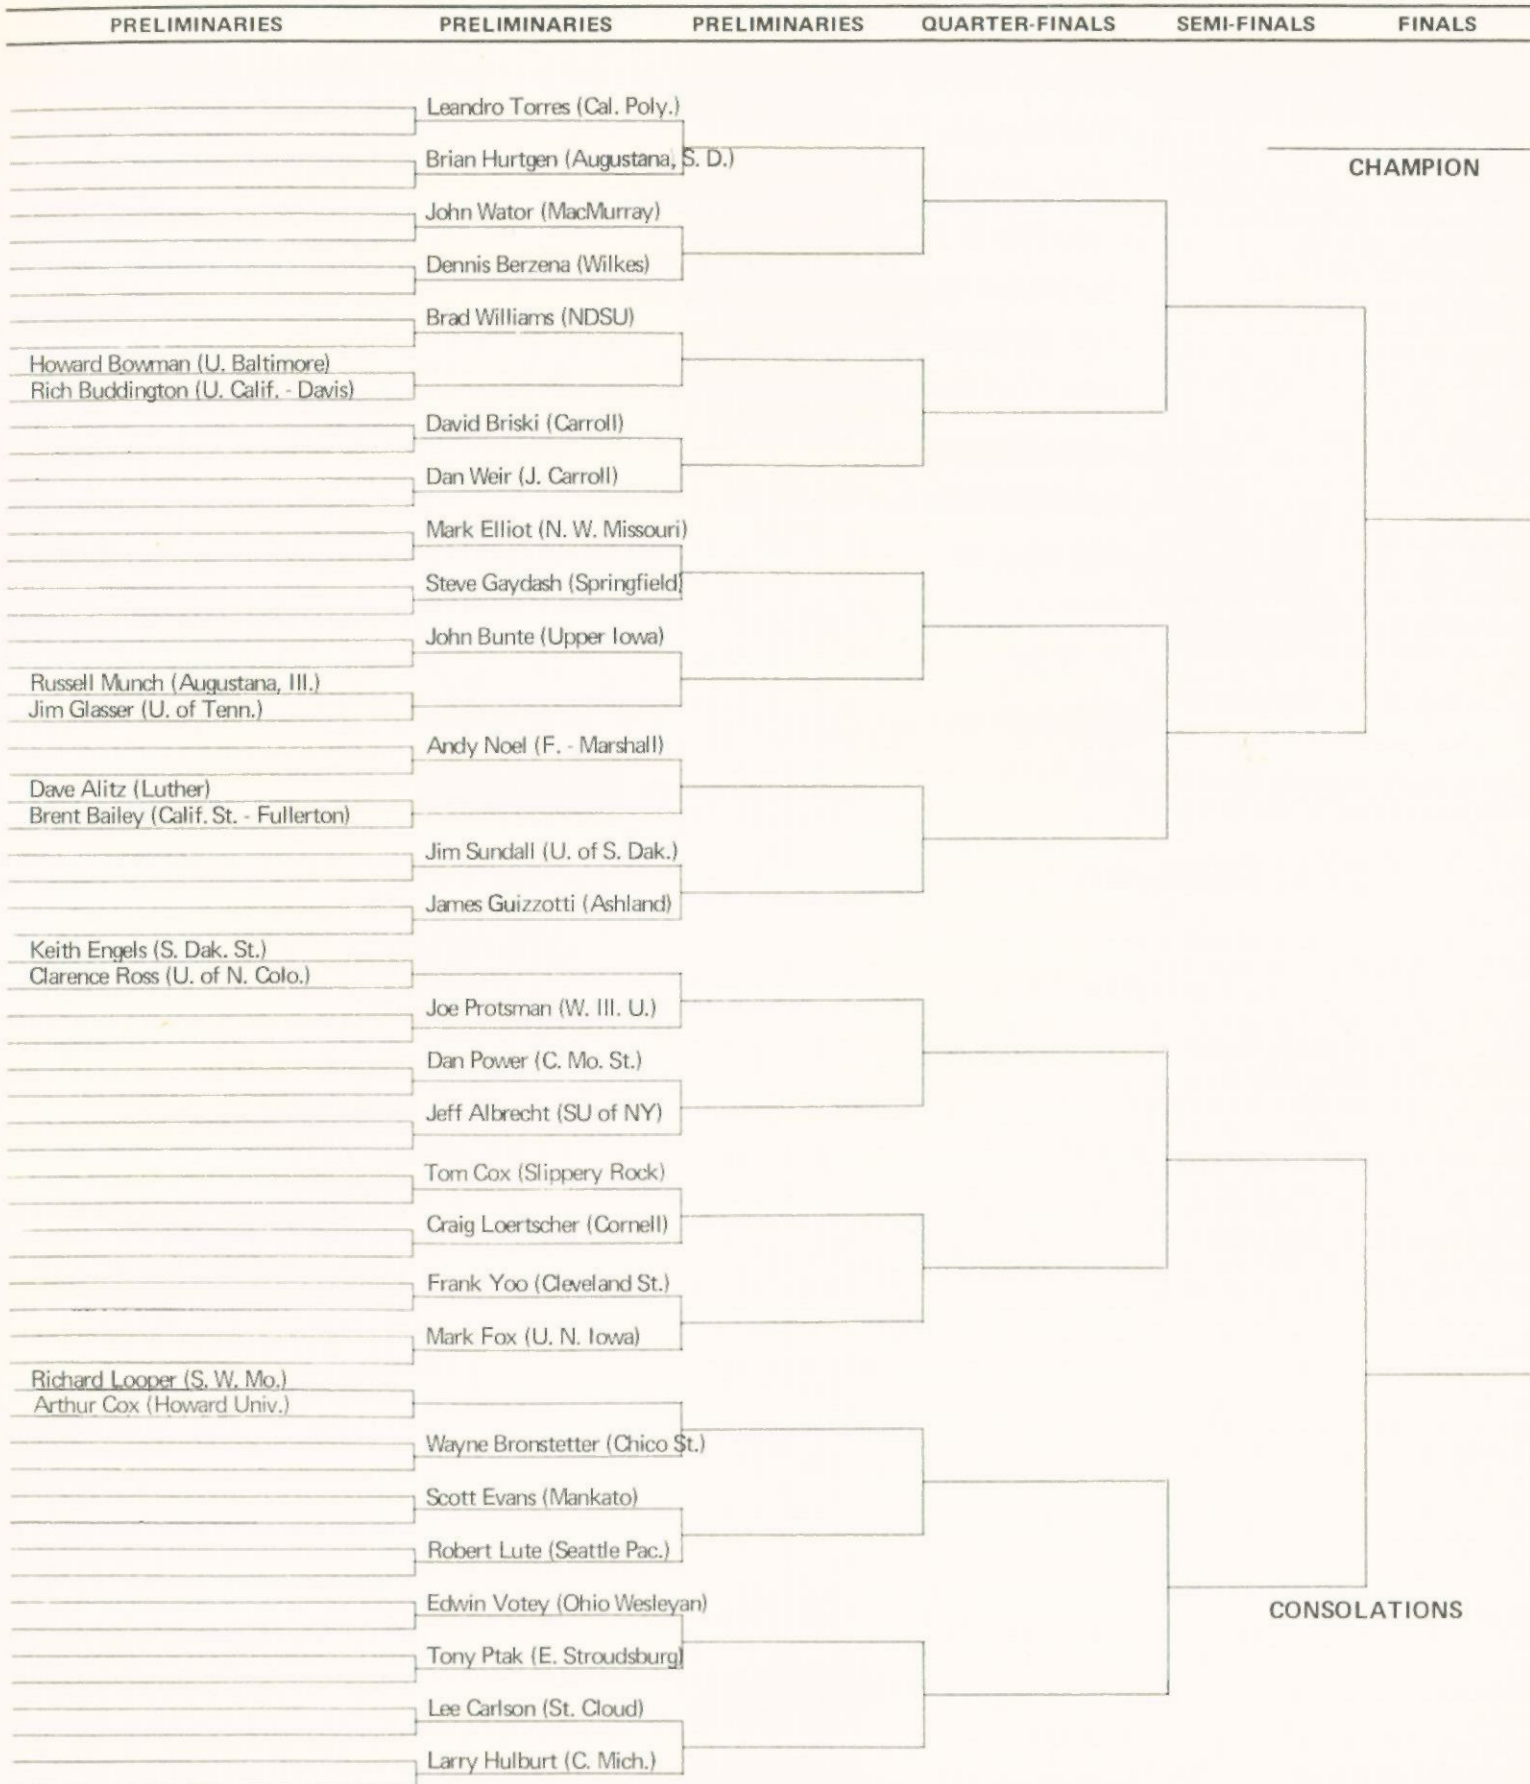 PRELIMINARIES PRELIMINARIES PRELIMINARIES QUARTER-FINALS SEMI-FINALS FINALS
Leandro Torres (Cal. Poly.)
Brian Hurtgen (Augustana, S. D.)
CHAMPION
John Wator (MacMurray)
Dennis Berzena (Wilkes)
Brad Williams (NDSU)
Howard Bowman (U. Baltimore)
Rich Buddington (U. Calif. - Davis)
David Briski (Carroll)
Dan Weir (J. Carroll)
Mark Elliot (N. W. Missouri)
Steve Gaydash (Springfield)
John Bunte (Upper Iowa)
Russell Munch (Augustana, Ill.)
Jim Glasser (U. of Tenn.)
Andy Noel (F. - Marshall)
Dave Alitz (Luther)
Brent Bailey (Calif. St. - Fullerton)
Jim Sundall (U. of S. Dak.)
James Guizzotti (Ashland)
Keith Engels (S. Dak. St.)
Clarence Ross (U. of N. Colo.)
Joe Protsman (W. Ill. U.)
Dan Power (C. Mo. St.)
Jeff Albrecht (SU of NY)
Tom Cox (Slippery Rock)
Craig Loertscher (Cornell)
Frank Yoo (Cleveland St.)
Mark Fox (U. N. Iowa)
Richard Looper (S. W. Mo.)
Arthur Cox (Howard Univ.)
Wayne Bronstetter (Chico St.)
Scott Evans (Mankato)
Robert Lute (Seattle Pac.)
Edwin Votey (Ohio Wesleyan)
CONSOLATIONS
Tony Ptak (E. Stroudsburg)
Lee Carlson (St. Cloud)
Larry Hulburt (C. Mich.)